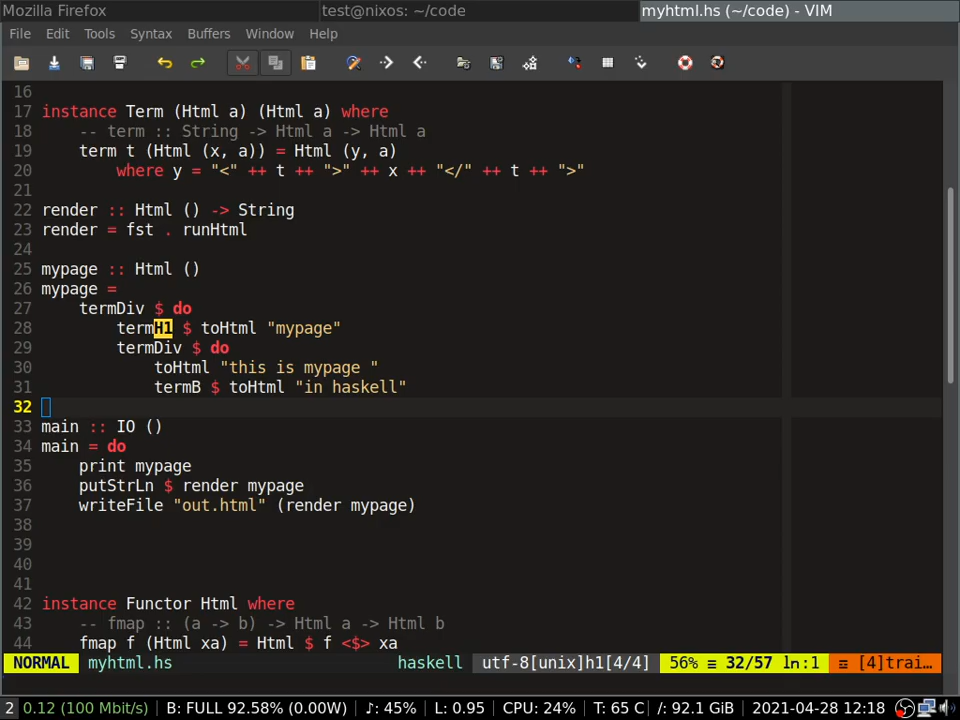 Mozilla Firefox test@nixos: ~/code myhtml.hs (~/code) - VIM
File Edit Tools Syntax Buffers Window Help
16
17 instance Term (Html a) (Html a) where
18     -- term :: String -> Html a -> Html a
19     term t (Html (x, a)) = Html (y, a)
20         where y = "<" ++ t ++ ">" ++ x ++ "</" ++ t ++ ">"
21
22 render :: Html () -> String
23 render = fst . runHtml
24
25 mypage :: Html ()
26 mypage =
27     termDiv $ do
28         termH1 $ toHtml "mypage"
29         termDiv $ do
30             toHtml "this is mypage "
31             termB $ toHtml "in haskell"
32
33 main :: IO ()
34 main = do
35     print mypage
36     putStrLn $ render mypage
37     writeFile "out.html" (render mypage)
38
39
40
41
42 instance Functor Html where
43     -- fmap :: (a -> b) -> Html a -> Html b
44     fmap f (Html xa) = Html $ f <$> xa
NORMAL myhtml.hs haskell utf-8[unix]h1[4/4] 56% ≡ 32/57 ln:1 ☲ [4]trai…
2 0.12 (100 Mbit/s) B: FULL 92.58% (0.00W) ♪: 45% L: 0.95 CPU: 24% T: 65 C /: 92.1 GiB 2021-04-28 12:18